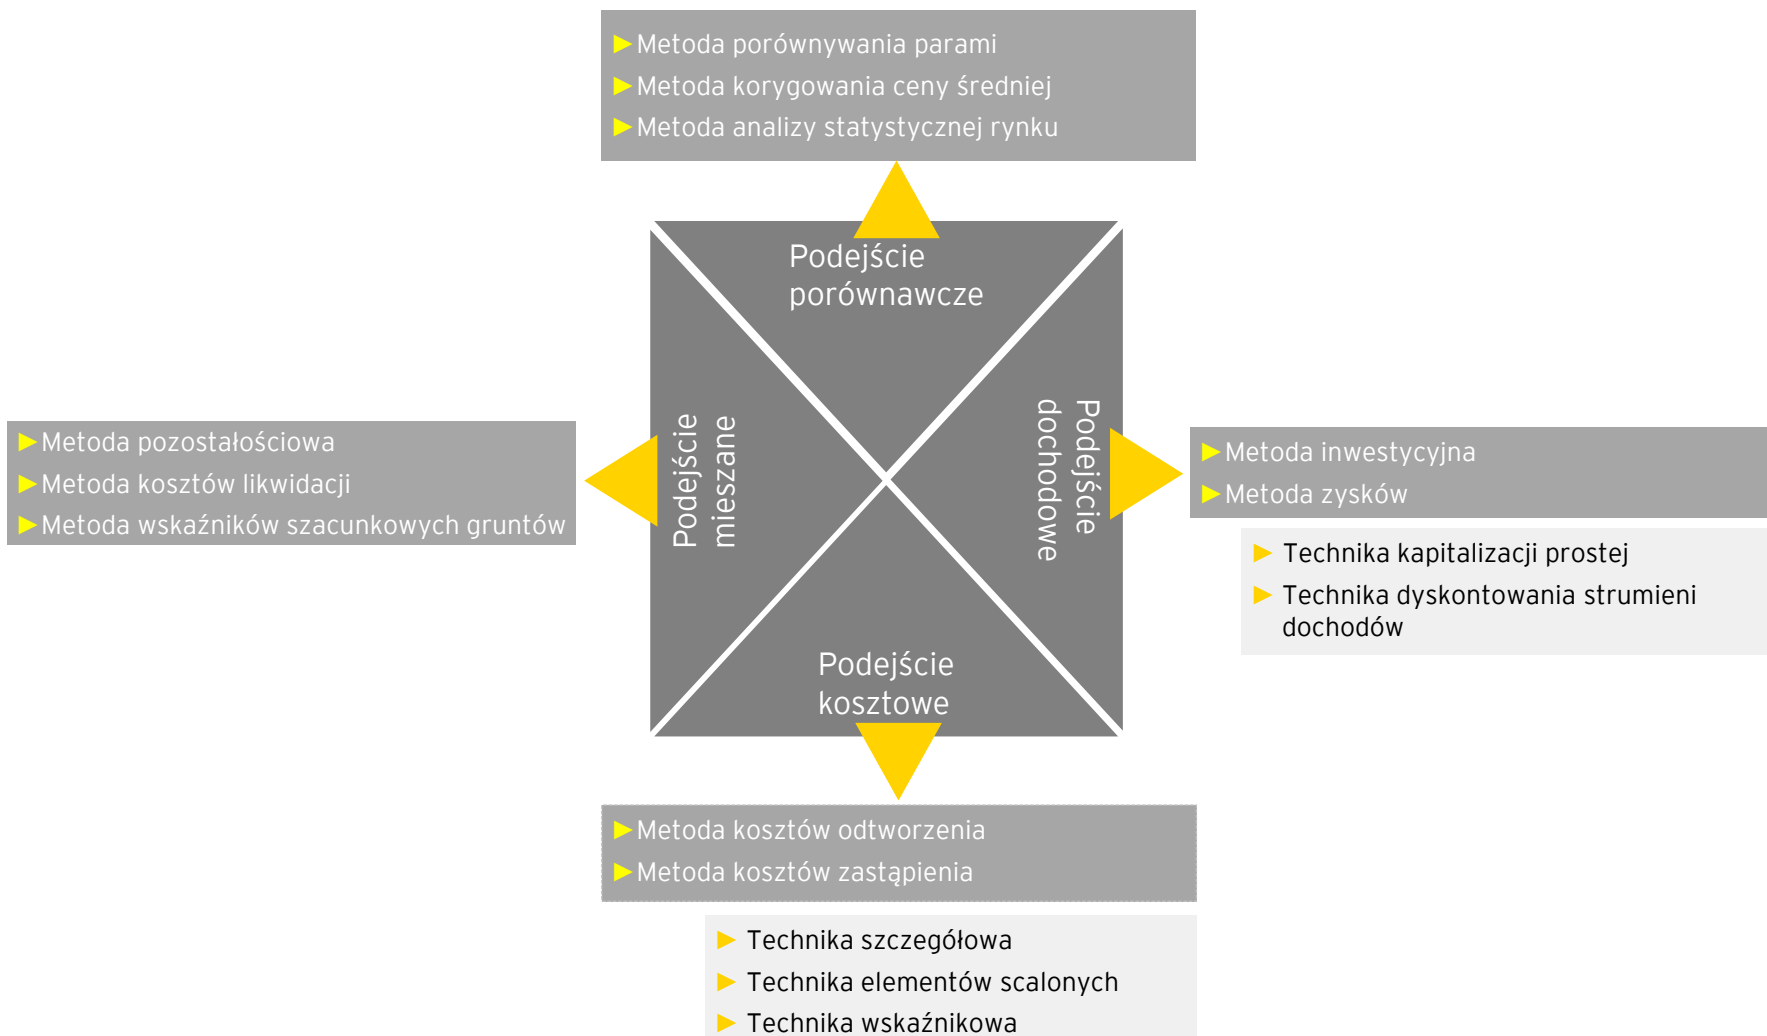 Metoda porównywania parami
Metoda korygowania ceny średniej
Metoda analizy statystycznej rynku
Podejście
porównawcze
Metoda pozostałościowa
Metoda kosztów likwidacji
Metoda wskaźników szacunkowych gruntów
Podejście
mieszane
Podejście
dochodowe
Metoda inwestycyjna
Metoda zysków
Technika kapitalizacji prostej
Technika dyskontowania strumieni
dochodów
Podejście
kosztowe
Metoda kosztów odtworzenia
Metoda kosztów zastąpienia
Technika szczegółowa
Technika elementów scalonych
Technika wskaźnikowa